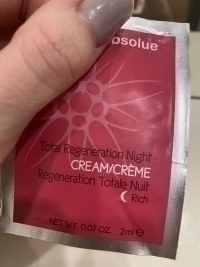 bsolue
Total Regeneration Night
CREAM/CRÈME
Régénération Totale Nuit
Rich
NET WT. 0.07 OZ. 2ml e